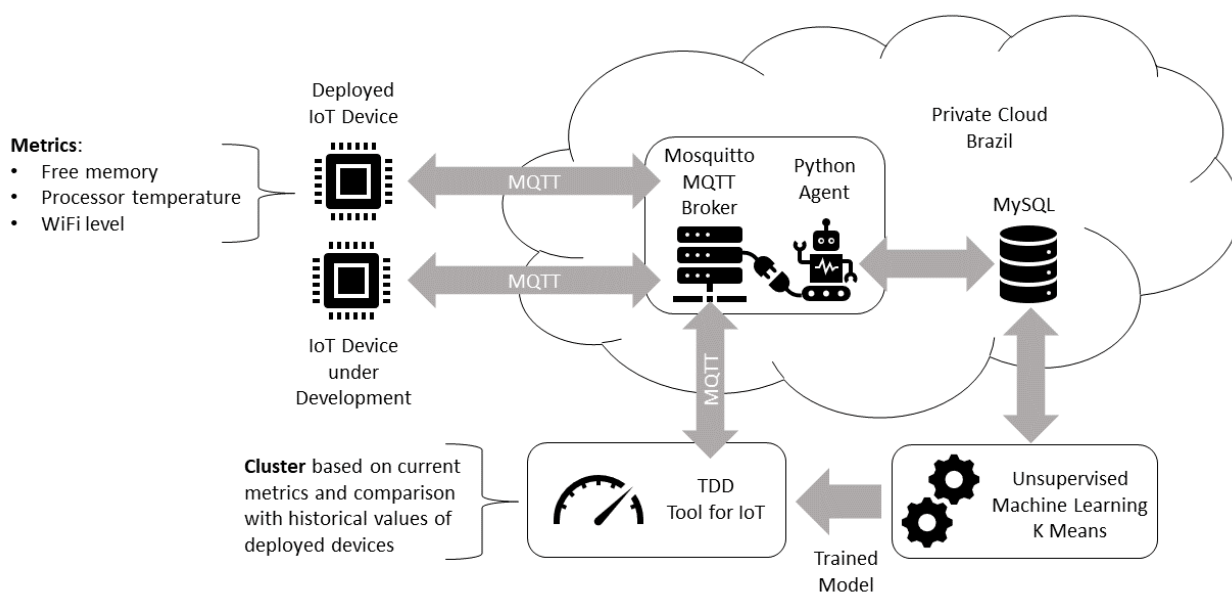 Deployed
IoT Device
Metrics:
• Free memory
• Processor temperature
• WiFi level
MQTT
Mosquitto
MQTT
Broker
Python
Agent
Private Cloud
Brazil
MySQL
MQTT
IoT Device
under
Development
MQTT
Cluster based on current
metrics and comparison
with historical values of
deployed devices
TDD
Tool for IoT
Trained
Model
Unsupervised
Machine Learning
K Means